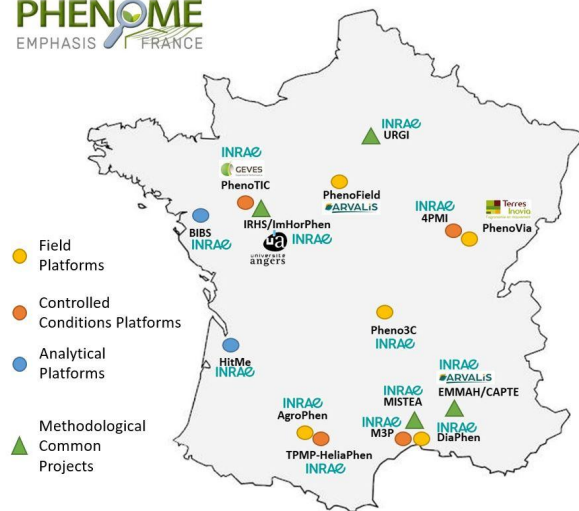 PHENOME
EMPHASIS FRANCE
INRAE
URGI
INRAE
GEVES
PhenoTIC
PhenoField
ARVALIS
INRAE
4PMI
Terres
Inovia
PhenoVia
BIBS
INRAE
IRHS/ImHorPhen
ua
université
angers
INRAE
Field
Platforms
Controlled
Conditions Platforms
Analytical
Platforms
Methodological
Common
Projects
Pheno3C
INRAE
HitMe
INRAE
INRAE
ARVALIS
EMMAH/CAPTE
INRAE
MISTEA
INRAE
AgroPhen
INRAE
M3P
INRAE
DiaPhen
TPMP-HeliaPhen
INRAE